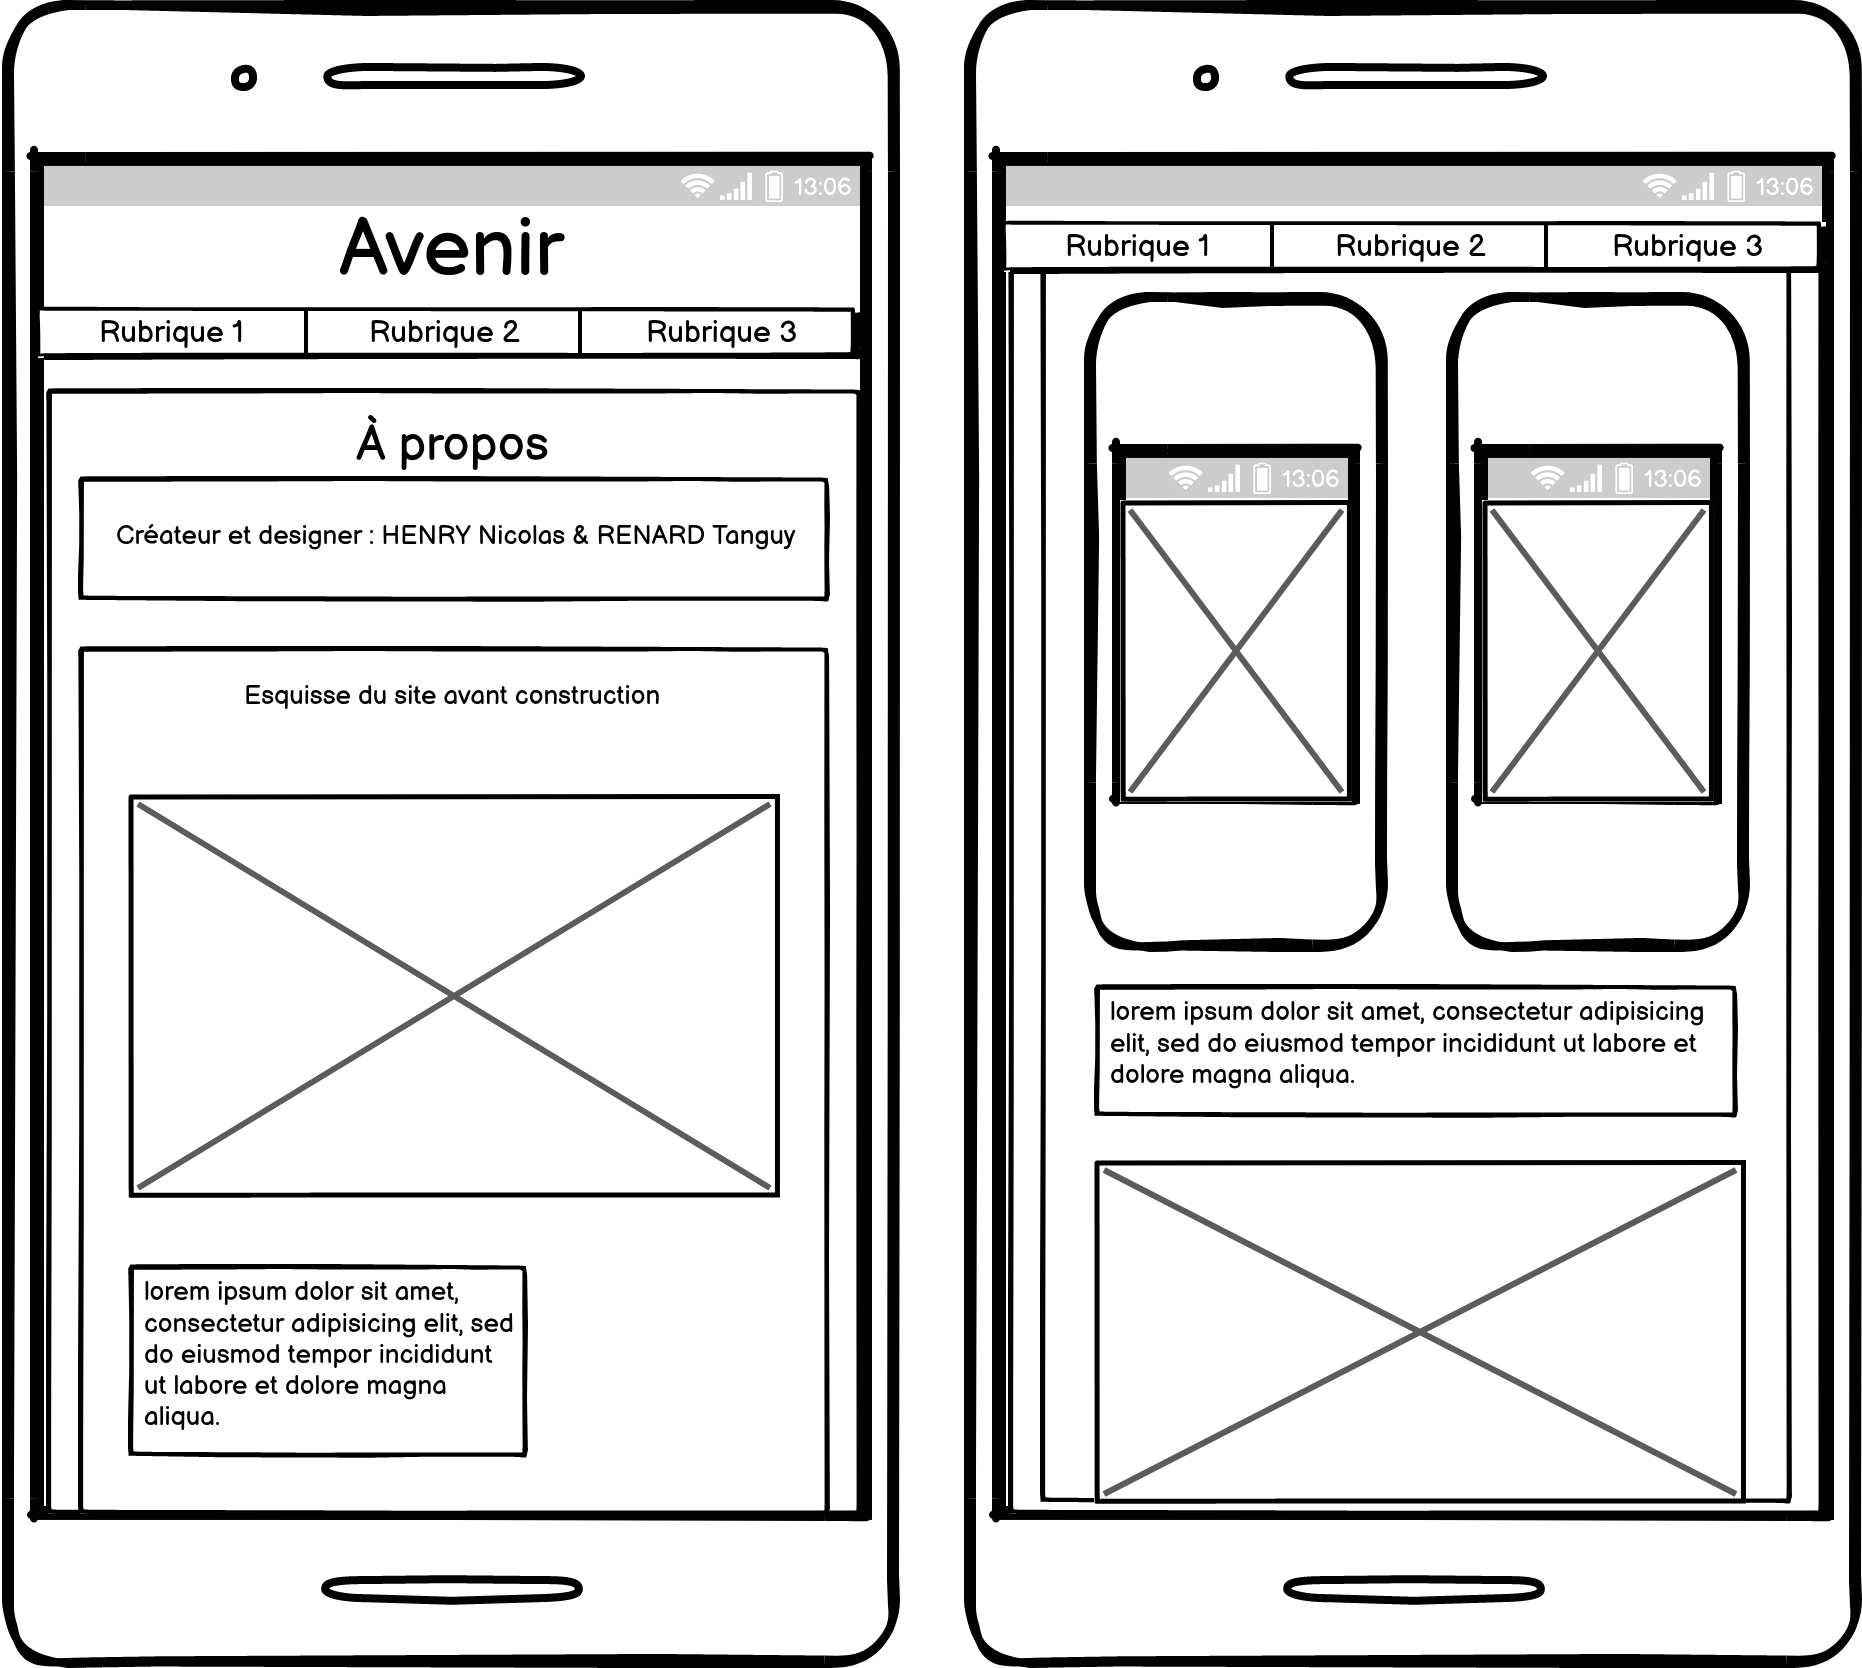 13:06
Avenir
Rubrique 1 Rubrique 2 Rubrique 3
À propos
Créateur et designer : HENRY Nicolas & RENARD Tanguy
Esquisse du site avant construction
lorem ipsum dolor sit amet,
consectetur adipisicing elit, sed
do eiusmod tempor incididunt
ut labore et dolore magna
aliqua.
13:06
Rubrique 1 Rubrique 2 Rubrique 3
13:06
13:06
lorem ipsum dolor sit amet, consectetur adipisicing
elit, sed do eiusmod tempor incididunt ut labore et
dolore magna aliqua.